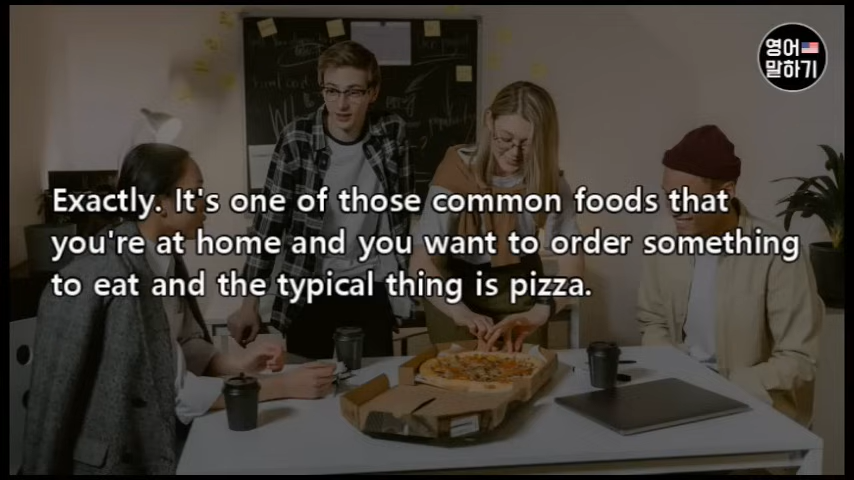 영어
말하기
Exactly. It's one of those common foods that
you're at home and you want to order something
to eat and the typical thing is pizza.